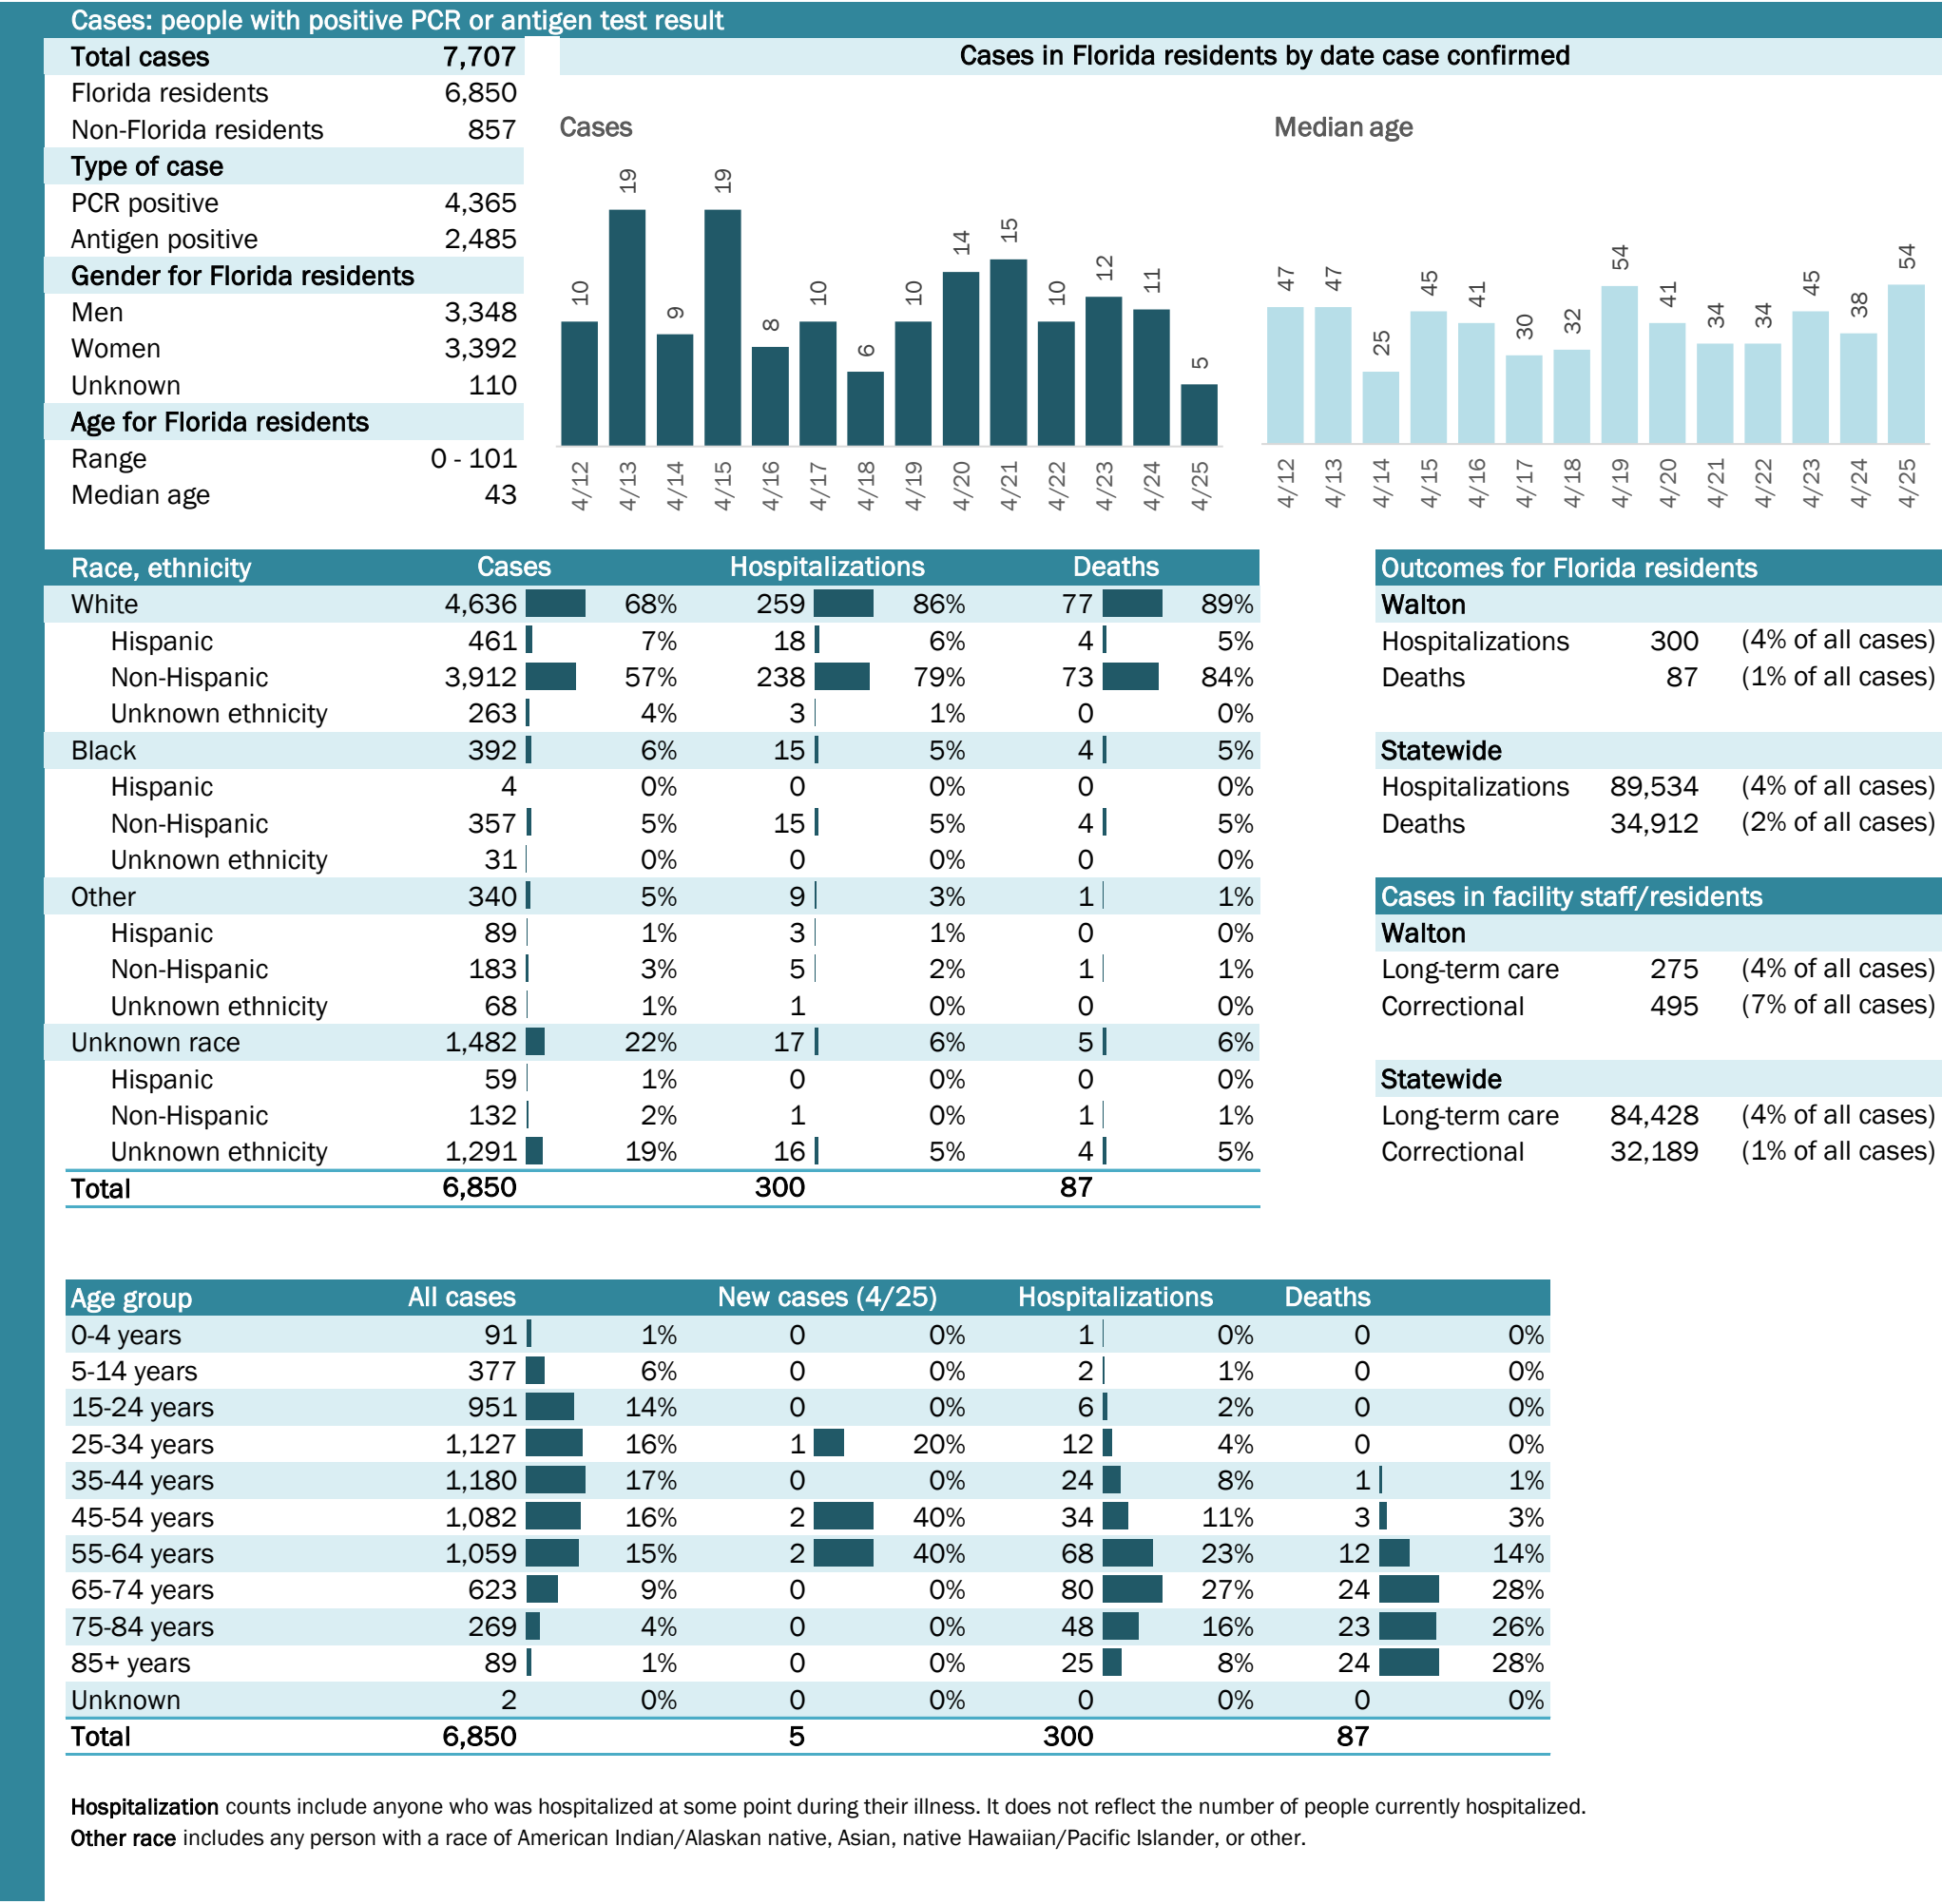 Cases: people with positive PCR or antigen test result
Total cases 7,707
Florida residents 6,850
Non-Florida residents 857
Type of case
PCR positive 4,365
Antigen positive 2,485
Gender for Florida residents
Men 3,348
Women 3,392
Unknown 110
Age for Florida residents
Range 0 - 101
Median age 43
Cases in Florida residents by date case confirmed
Cases
10 19 9 19 8 10 6 10 14 15 10 12 11 5
4/12 4/13 4/14 4/15 4/16 4/17 4/18 4/19 4/20 4/21 4/22 4/23 4/24 4/25
Median age
47 47 25 45 41 30 32 54 41 34 34 45 38 54
4/12 4/13 4/14 4/15 4/16 4/17 4/18 4/19 4/20 4/21 4/22 4/23 4/24 4/25
Race, ethnicity Cases Hospitalizations Deaths
White 4,636 68% 259 86% 77 89%
Hispanic 461 7% 18 6% 4 5%
Non-Hispanic 3,912 57% 238 79% 73 84%
Unknown ethnicity 263 4% 3 1% 0 0%
Black 392 6% 15 5% 4 5%
Hispanic 4 0% 0 0% 0 0%
Non-Hispanic 357 5% 15 5% 4 5%
Unknown ethnicity 31 0% 0 0% 0 0%
Other 340 5% 9 3% 1 1%
Hispanic 89 1% 3 1% 0 0%
Non-Hispanic 183 3% 5 2% 1 1%
Unknown ethnicity 68 1% 1 0% 0 0%
Unknown race 1,482 22% 17 6% 5 6%
Hispanic 59 1% 0 0% 0 0%
Non-Hispanic 132 2% 1 0% 1 1%
Unknown ethnicity 1,291 19% 16 5% 4 5%
Total 6,850 300 87
Outcomes for Florida residents
Walton
Hospitalizations 300 (4% of all cases)
Deaths 87 (1% of all cases)
Statewide
Hospitalizations 89,534 (4% of all cases)
Deaths 34,912 (2% of all cases)
Cases in facility staff/residents
Walton
Long-term care 275 (4% of all cases)
Correctional 495 (7% of all cases)
Statewide
Long-term care 84,428 (4% of all cases)
Correctional 32,189 (1% of all cases)
Age group All cases New cases (4/25) Hospitalizations Deaths
0-4 years 91 1% 0 0% 1 0% 0 0%
5-14 years 377 6% 0 0% 2 1% 0 0%
15-24 years 951 14% 0 0% 6 2% 0 0%
25-34 years 1,127 16% 1 20% 12 4% 0 0%
35-44 years 1,180 17% 0 0% 24 8% 1 1%
45-54 years 1,082 16% 2 40% 34 11% 3 3%
55-64 years 1,059 15% 2 40% 68 23% 12 14%
65-74 years 623 9% 0 0% 80 27% 24 28%
75-84 years 269 4% 0 0% 48 16% 23 26%
85+ years 89 1% 0 0% 25 8% 24 28%
Unknown 2 0% 0 0% 0 0% 0 0%
Total 6,850 5 300 87
Hospitalization counts include anyone who was hospitalized at some point during their illness. It does not reflect the number of people currently hospitalized.
Other race includes any person with a race of American Indian/Alaskan native, Asian, native Hawaiian/Pacific Islander, or other.